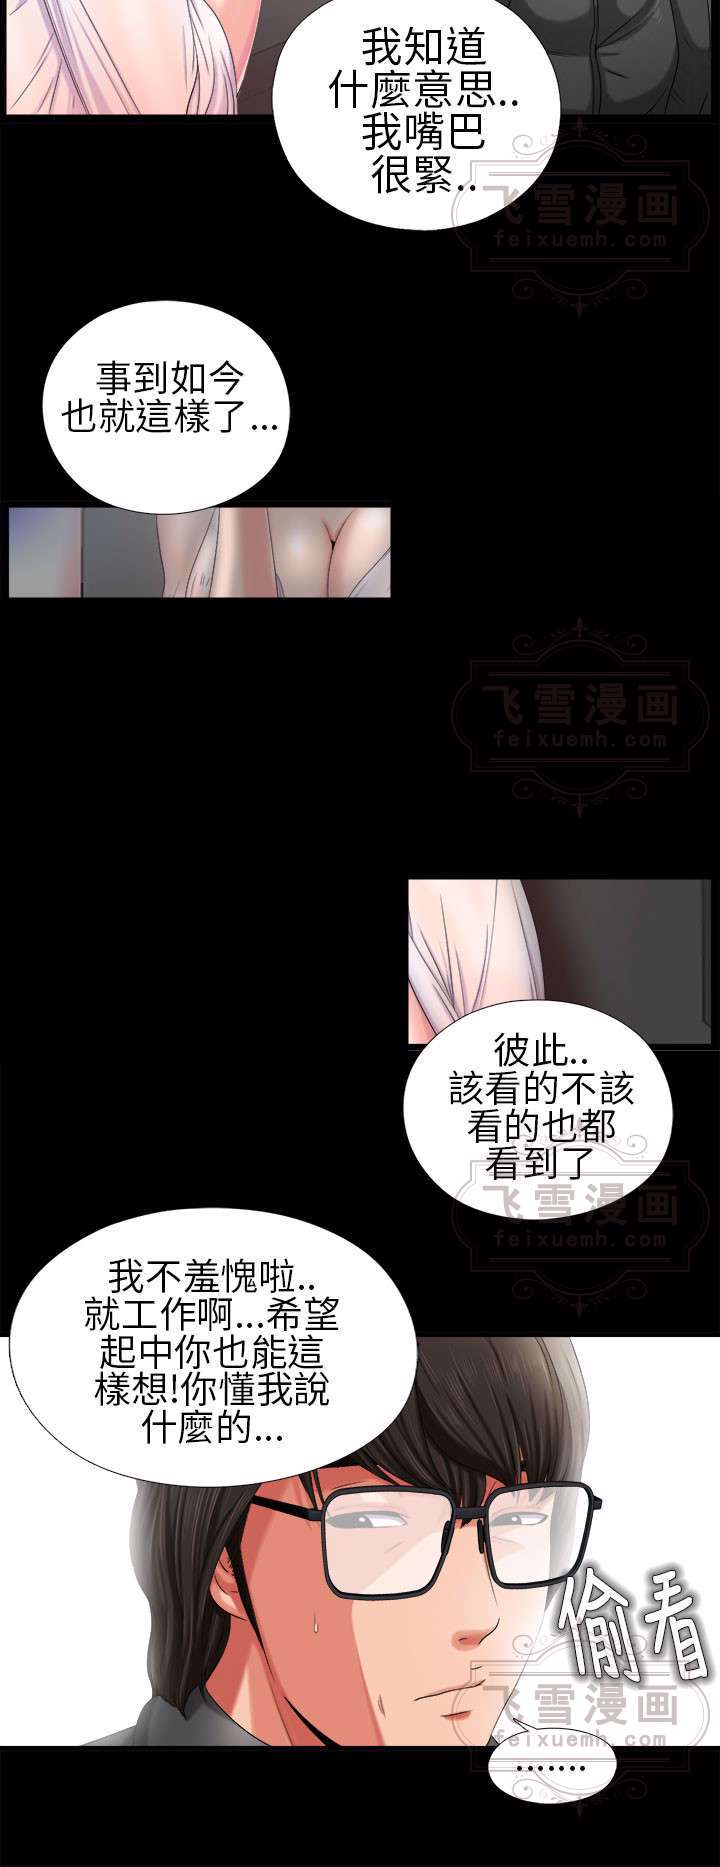 我知道
什麼意思..
我嘴巴
很緊..
飞雪漫画
feixuemh.com
事到如今
也就這樣了...
飞雪漫画
feixuemh.com
彼此..
該看的不該
看的也都
看到了
飞雪漫画
feixuemh.com
我不羞愧啦..
就工作啊...希望
起中你也能這
樣想!你懂我說
什麼的...
偷看
飞雪漫画
feixuemh.com
.......